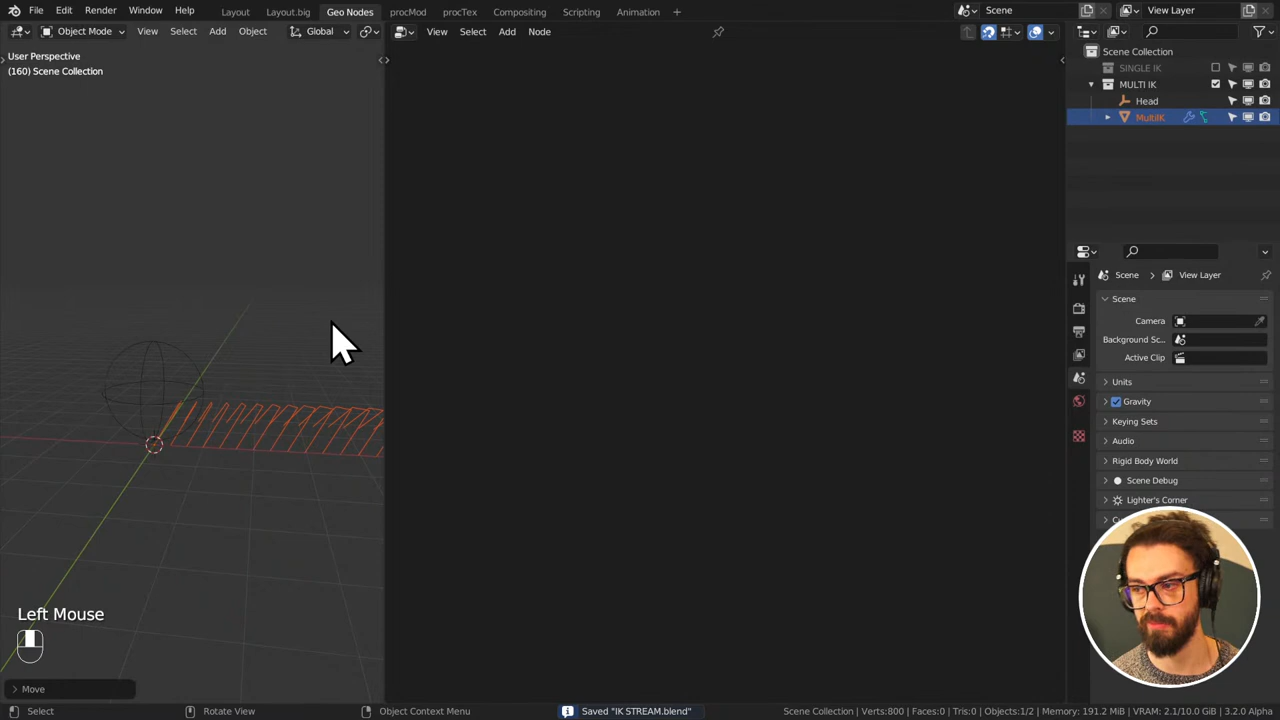 File Edit Render Window Help Layout Layout.big Geo Nodes procMod procTex Compositing Scripting Animation + Scene View Layer
Object Mode View Select Add Object Global View Select Add Node
User Perspective
(160) Scene Collection
Scene Collection
SINGLE IK
MULTI IK
Head
MultiIK
Scene > View Layer
Scene
Camera
Background Sc...
Active Clip
Units
Gravity
Keying Sets
Audio
Rigid Body World
Scene Debug
Lighter's Corner
Left Mouse
Move
Select Rotate View Object Context Menu Saved "IK STREAM.blend" Scene Collection | Verts:800 | Faces:0 | Tris:0 | Objects:1/2 | Memory: 191.2 MiB | VRAM: 2.1/10.0 GiB | 3.2.0 Alpha